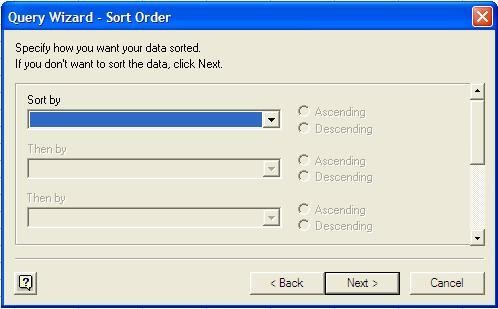 Query Wizard - Sort Order
Specify how you want your data sorted.
If you don't want to sort the data, click Next.
Sort by
Ascending
Descending
Then by
Ascending
Descending
Then by
Ascending
Descending
?
< Back
Next >
Cancel